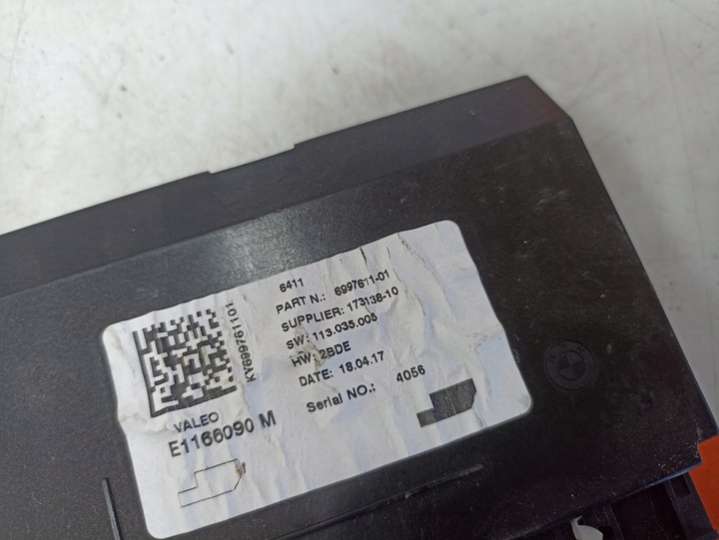 6411
PART N.: 6997611-01
SUPPLIER: 173138-10
SW: 113.035.005
HW: 2BDE
DATE: 18.04.17
Serial NO.: 4056
KY699761101
VALEO
E1166090 M